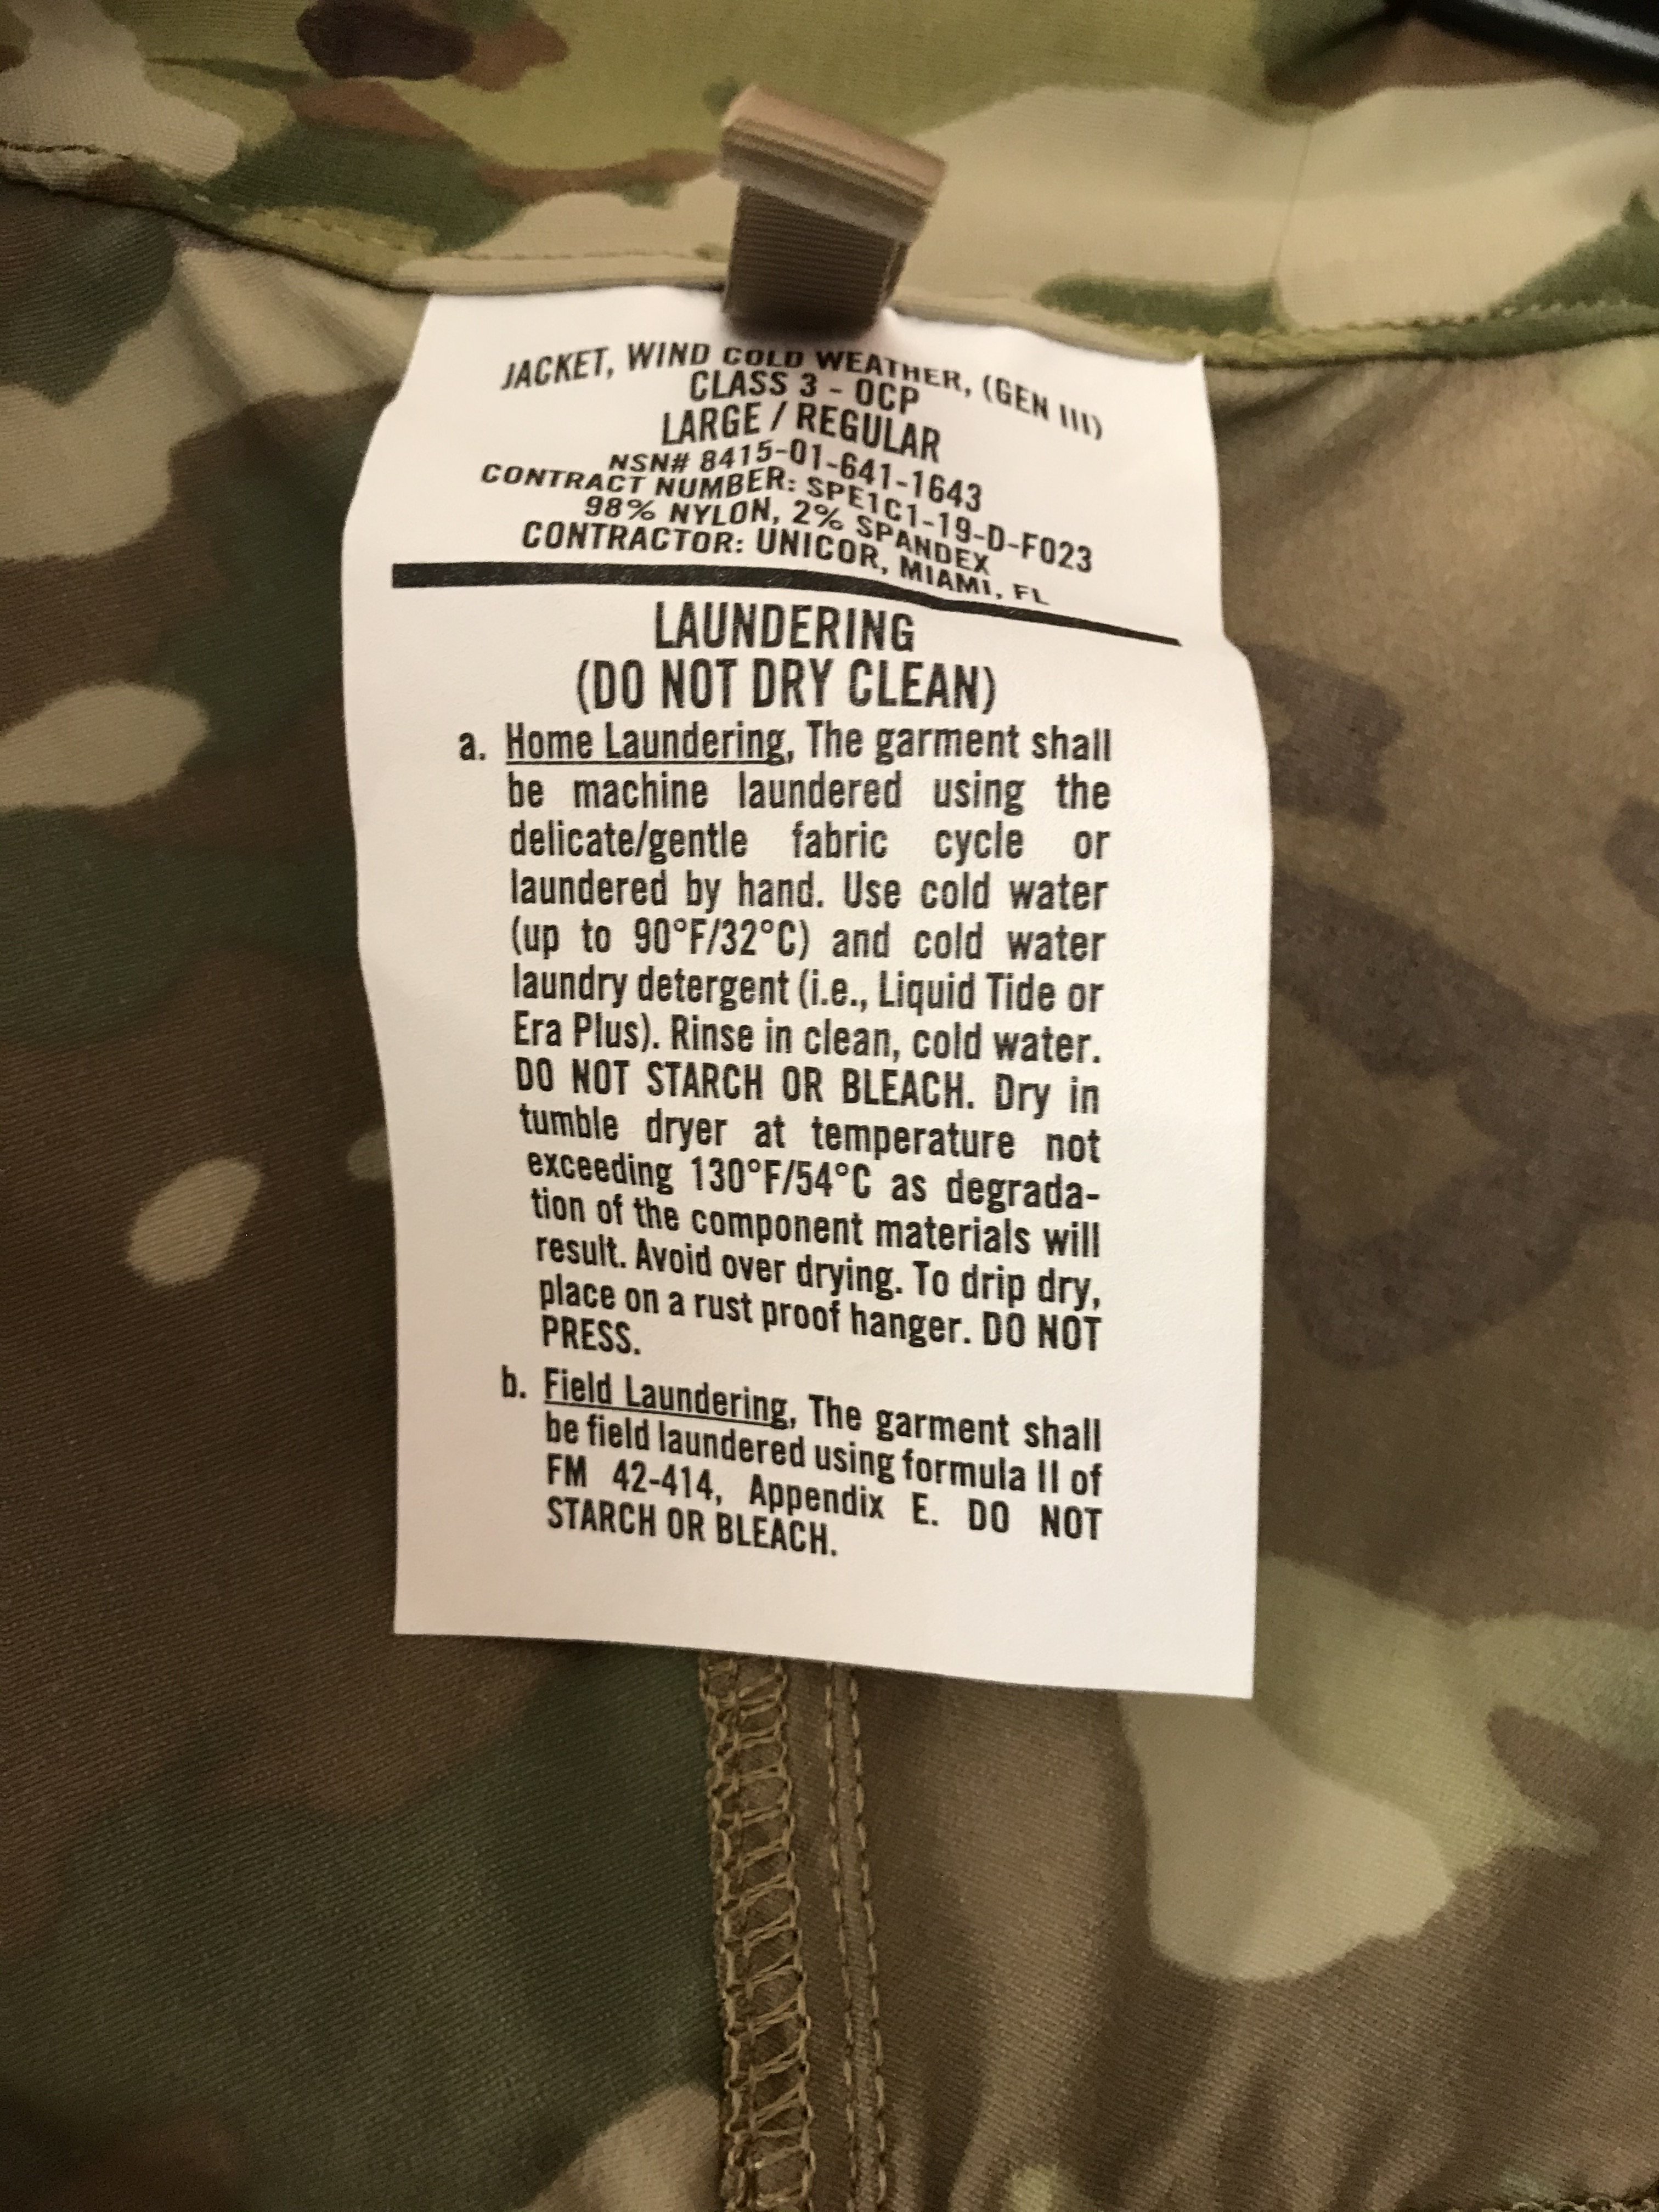 JACKET, WIND COLD WEATHER, (GEN III)
CLASS 3 - OCP
LARGE / REGULAR
NSN# 8415-01-641-1643
CONTRACT NUMBER: SPE1C1-19-D-F023
98% NYLON, 2% SPANDEX
CONTRACTOR: UNICOR, MIAMI, FL
LAUNDERING
(DO NOT DRY CLEAN)
a. Home Laundering, The garment shall
be machine laundered using the
delicate/gentle fabric cycle or
laundered by hand. Use cold water
(up to 90°F/32°C) and cold water
laundry detergent (i.e., Liquid Tide or
Era Plus). Rinse in clean, cold water.
DO NOT STARCH OR BLEACH. Dry in
tumble dryer at temperature not
exceeding 130°F/54°C as degrada-
tion of the component materials will
result. Avoid over drying. To drip dry,
place on a rust proof hanger. DO NOT
PRESS.
b. Field Laundering, The garment shall
be field laundered using formula II of
FM 42-414, Appendix E. DO NOT
STARCH OR BLEACH.